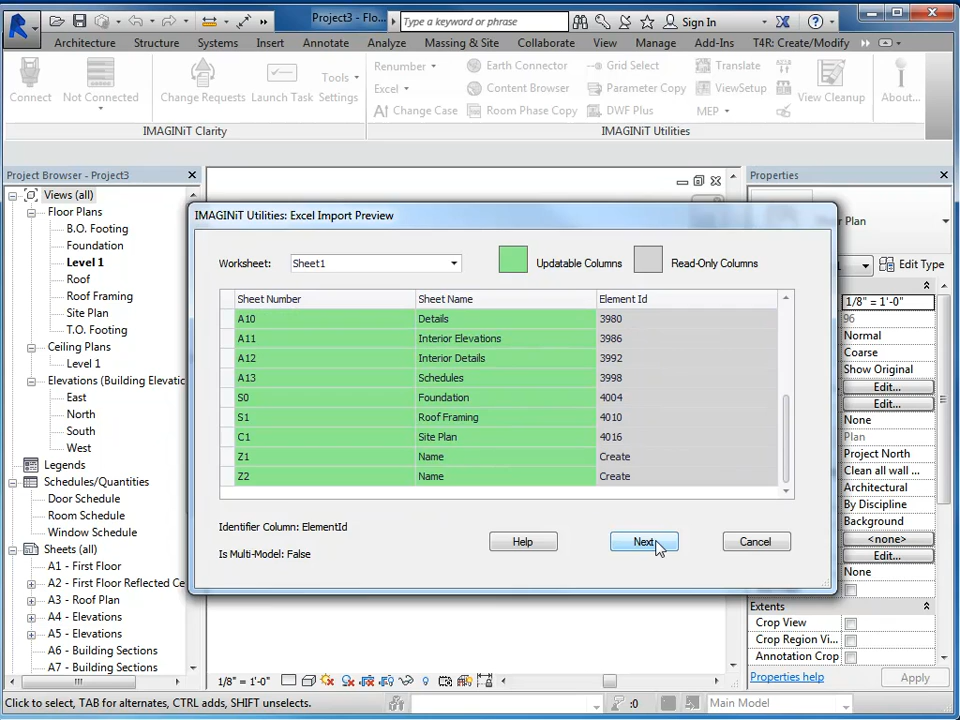 Project3 - Flo...
Type a keyword or phrase
Sign In
Architecture Structure Systems Insert Annotate Analyze Massing & Site Collaborate View Manage Add-Ins T4R: Create/Modify
Connect
Not Connected
Change Requests
Launch Task
Tools
Settings
Renumber
Excel
Change Case
Earth Connector
Content Browser
Room Phase Copy
Grid Select
Parameter Copy
DWF Plus
Translate
ViewSetup
MEP
View Cleanup
About...
IMAGINiT Clarity
IMAGINiT Utilities
Project Browser - Project3
Views (all)
Floor Plans
B.O. Footing
Foundation
Level 1
Roof
Roof Framing
Site Plan
T.O. Footing
Ceiling Plans
Level 1
Elevations (Building Elevatic
East
North
South
West
Legends
Schedules/Quantities
Door Schedule
Room Schedule
Window Schedule
Sheets (all)
A1 - First Floor
A2 - First Floor Reflected Ce
A3 - Roof Plan
A4 - Elevations
A5 - Elevations
A6 - Building Sections
A7 - Building Sections
IMAGINiT Utilities: Excel Import Preview
Worksheet: Sheet1 Updatable Columns Read-Only Columns
Sheet Number Sheet Name Element Id
A10 Details 3980
A11 Interior Elevations 3986
A12 Interior Details 3992
A13 Schedules 3998
S0 Foundation 4004
S1 Roof Framing 4010
C1 Site Plan 4016
Z1 Name Create
Z2 Name Create
Identifier Column: ElementId
Is Multi-Model: False
Help Next Cancel
Properties
Plan
Edit Type
1/8" = 1'-0"
96
Normal
Coarse
Show Original
Edit...
Edit...
None
Plan
Project North
Clean all wall ...
Architectural
By Discipline
Background
<none>
Edit...
None
Extents
Crop View
Crop Region Vi...
Annotation Crop
Properties help
Apply
1/8" = 1'-0"
Click to select, TAB for alternates, CTRL adds, SHIFT unselects.
:0
Main Model